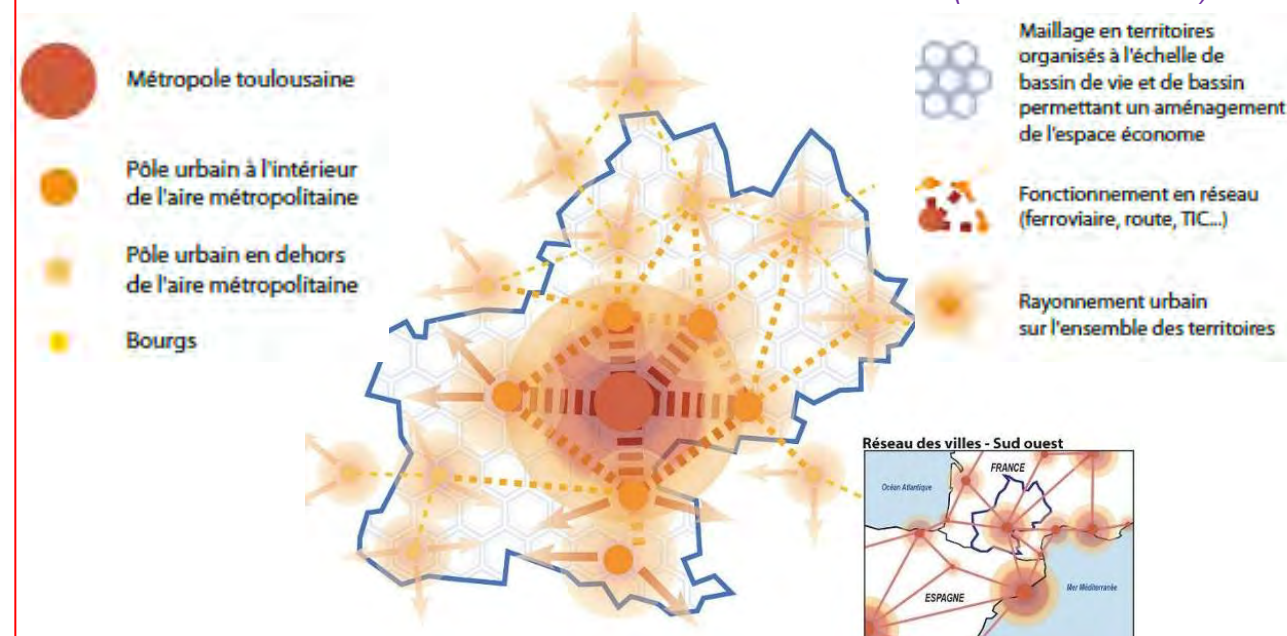 Métropole toulousaine
Pôle urbain à l'intérieur
de l'aire métropolitaine
Pôle urbain en dehors
de l'aire métropolitaine
Bourgs
Maillage en territoires
organisés à l'échelle de
bassin de vie et de bassin
permettant un aménagement
de l'espace économe
Fonctionnement en réseau
(ferroviaire, route, TIC...)
Rayonnement urbain
sur l'ensemble des territoires
Réseau des villes - Sud ouest
FRANCE
Océan Atlantique
Mer Méditerranée
ESPAGNE